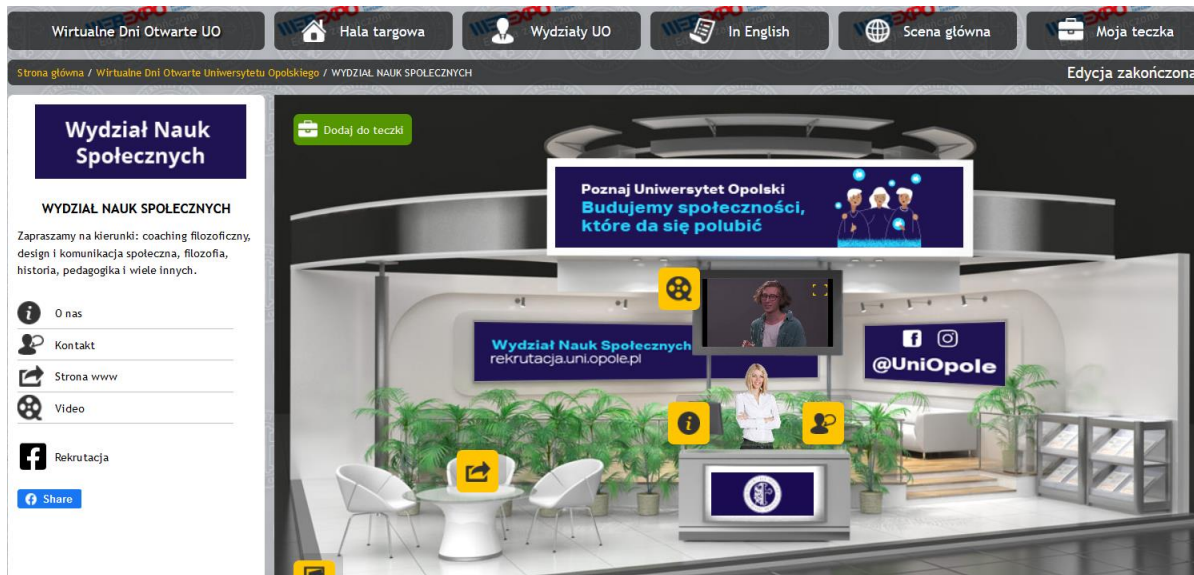 Wirtualne Dni Otwarte UO
Hala targowa
Wydziały UO
In English
Scena główna
Moja teczka
Strona główna / Wirtualne Dni Otwarte Uniwersytetu Opolskiego / WYDZIAŁ NAUK SPOŁECZNYCH
Edycja zakończona
Wydział Nauk
Społecznych
WYDZIAŁ NAUK SPOŁECZNYCH
Zapraszamy na kierunki: coaching filozoficzny,
design i komunikacja społeczna, filozofia,
historia, pedagogika i wiele innych.
O nas
Kontakt
Strona www
Video
Rekrutacja
Share
Dodaj do teczki
Poznaj Uniwersytet Opolski
Budujemy społeczności,
które da się polubić
Wydział Nauk Społecznych
rekrutacja.uni.opole.pl
@UniOpole